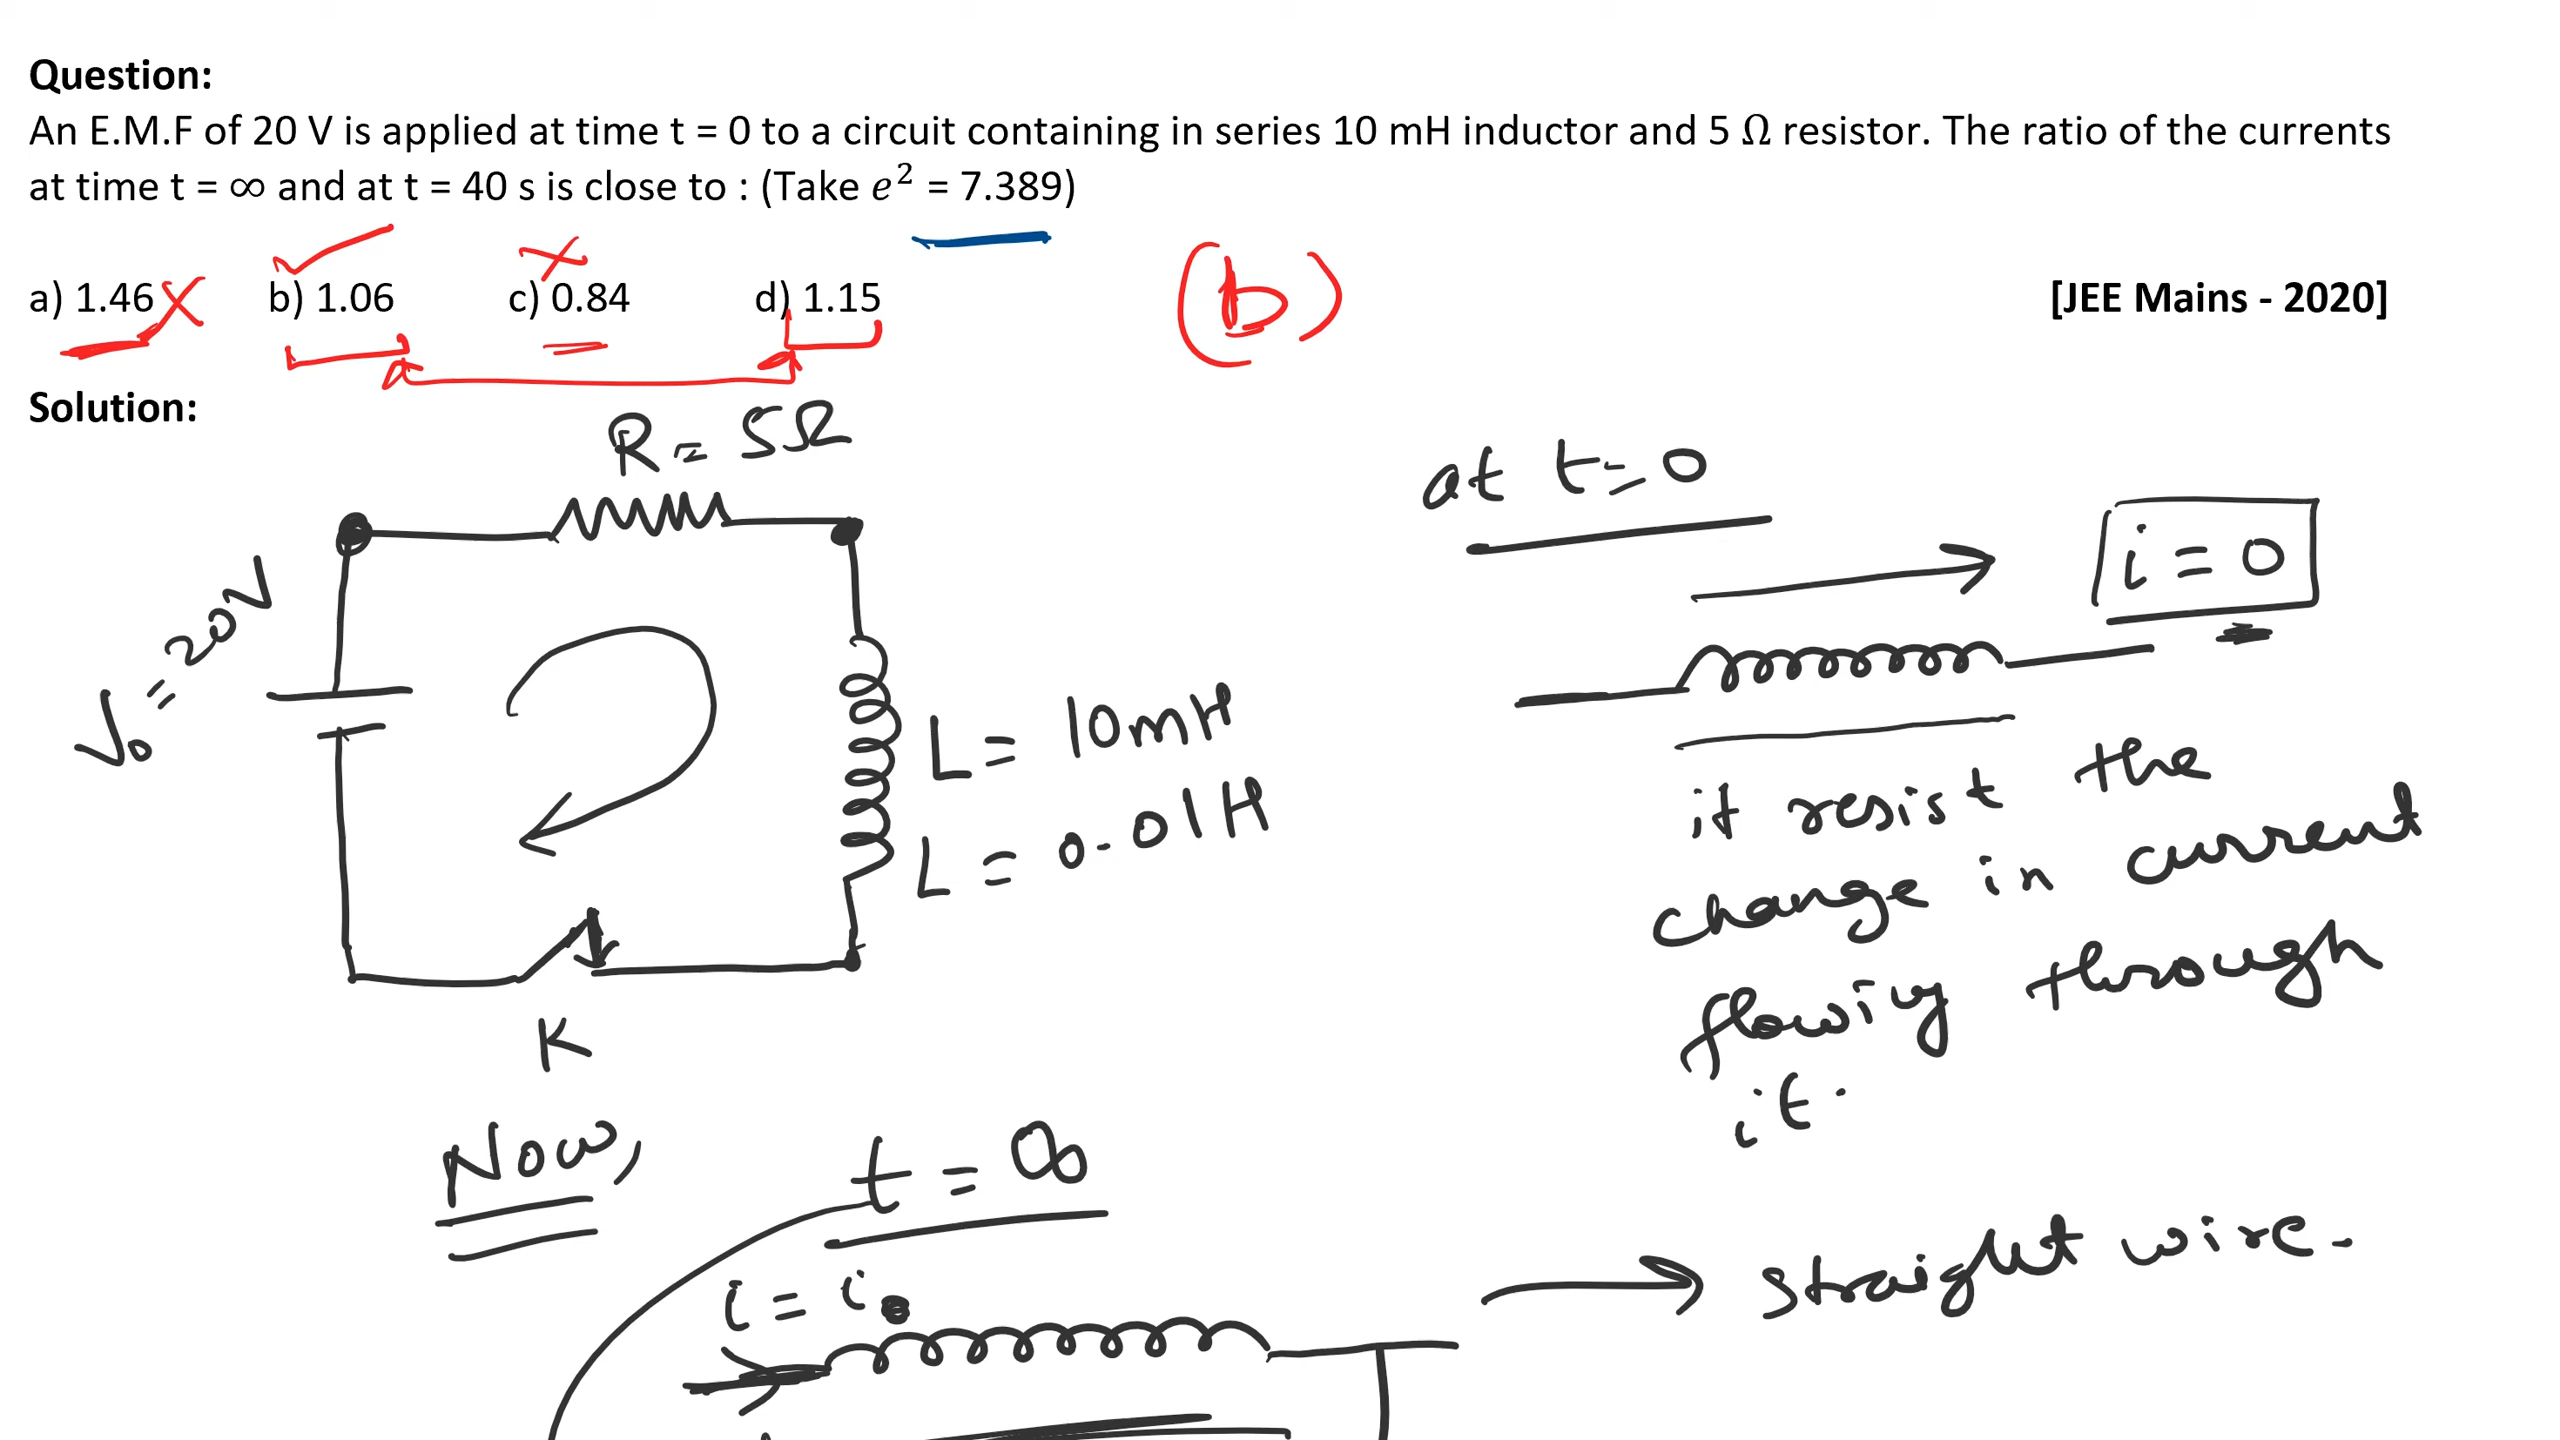 Question:
An E.M.F of 20 V is applied at time t = 0 to a circuit containing in series 10 mH inductor and 5 Ω resistor. The ratio of the currents
at time t = ∞ and at t = 40 s is close to : (Take e² = 7.389)
a) 1.46 b) 1.06 c) 0.84 d) 1.15 (b) [JEE Mains - 2020]
Solution:
R = 5Ω
at t = 0
i = 0
V₀ = 20V
L = 10mH
L = 0.01H
it resist the
change in current
flowing through
it.
K
Now, t = ∞
i = i₀
straight wire.